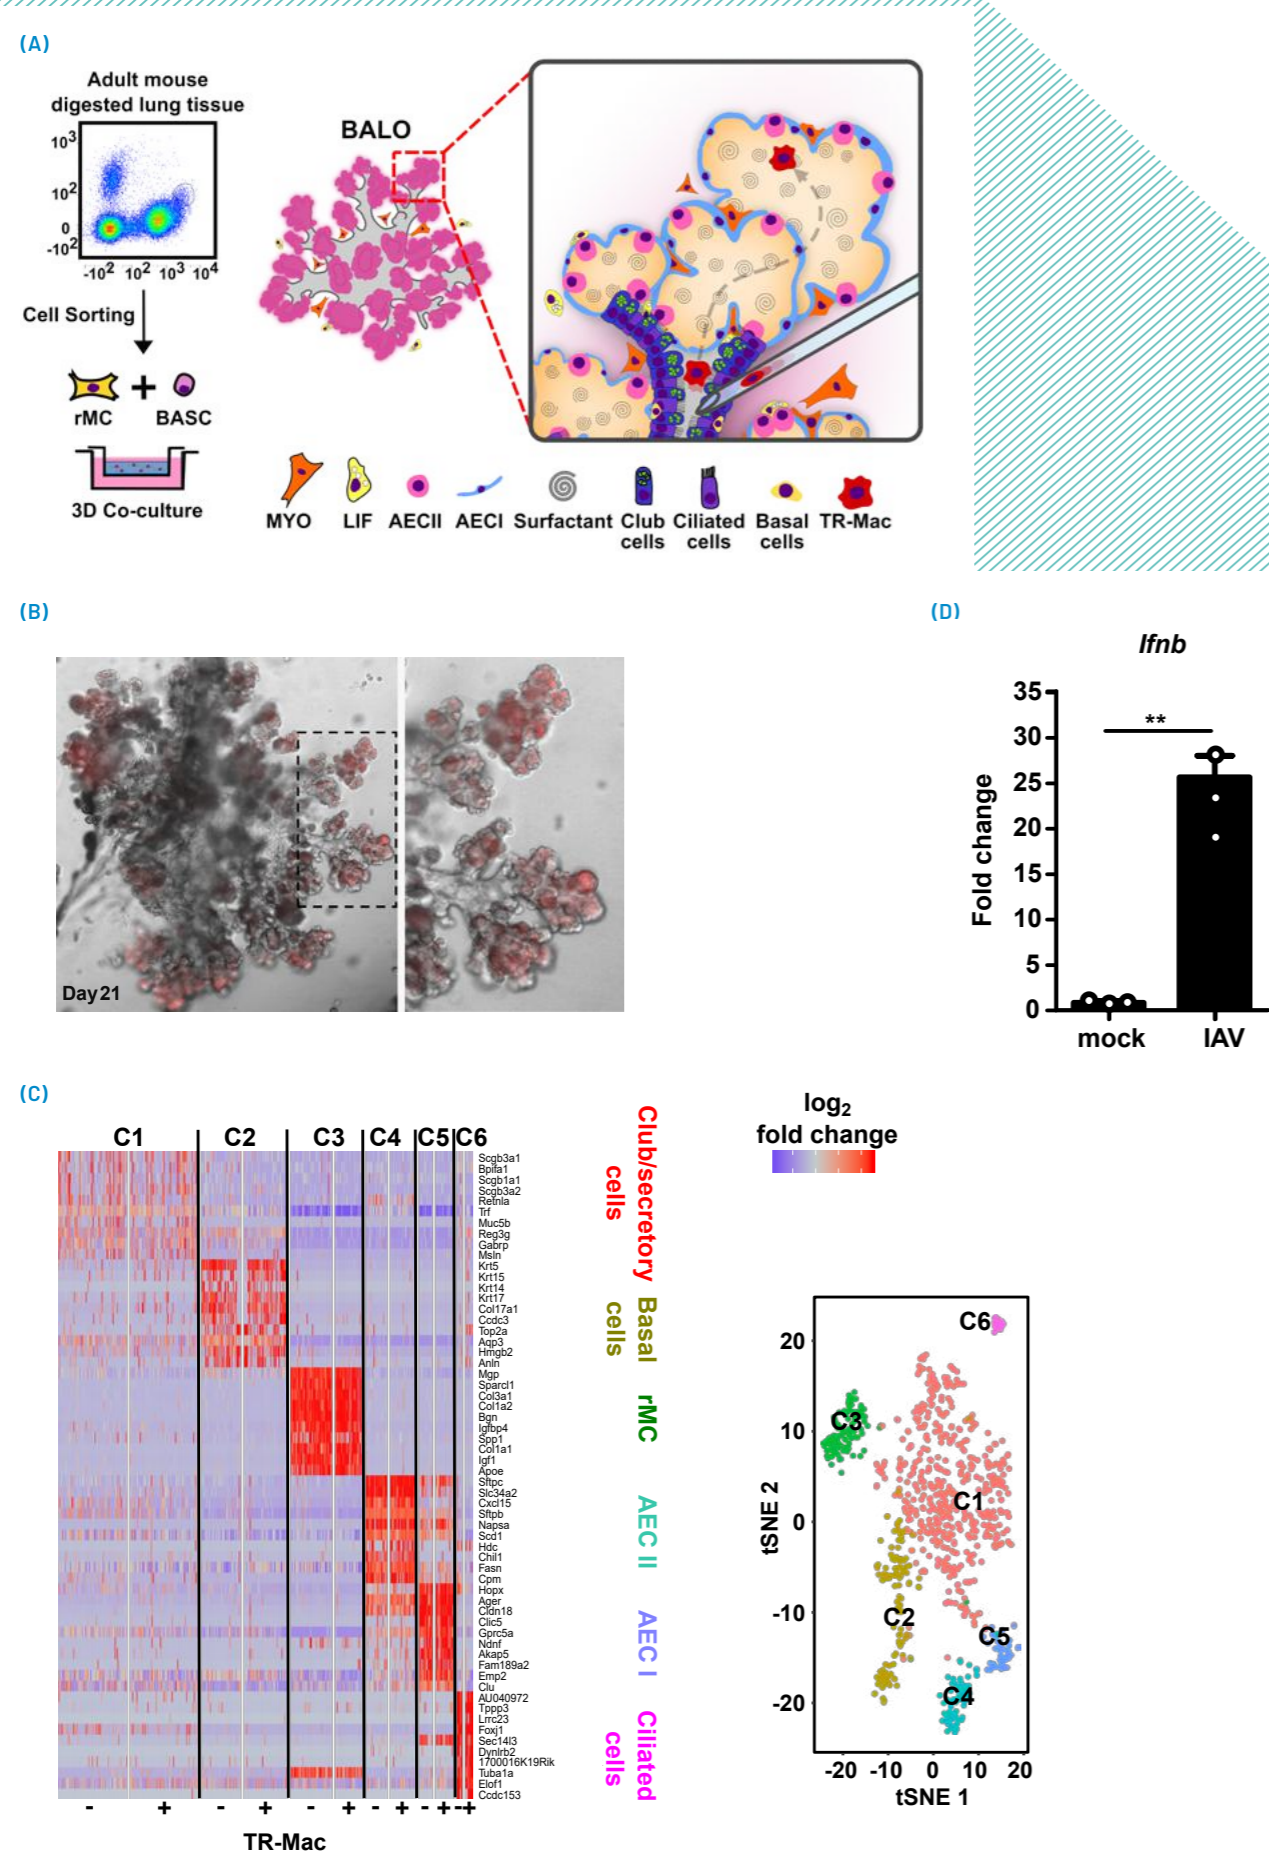 (A)
Adult mouse
digested lung tissue
10³
10²
0
-10²
-10² 10² 10³ 10⁴
Cell Sorting
rMC + BASC
3D Co-culture
BALO
MYO LIF AECII AECI Surfactant Club cells Ciliated cells Basal cells TR-Mac
(B)
Day 21
(D)
Ifnb
Fold change
35
30
25
20
15
10
5
0
**
mock IAV
(C)
C1 C2 C3 C4 C5 C6
Scgb3a1
Bpifa1
Scgb1a1
Scgb3a2
Retnla
Trf
Muc5b
Reg3g
Gabrp
Msln
Krt5
Krt15
Krt14
Krt17
Col17a1
Ccdc3
Top2a
Aqp3
Hmgb2
Anln
Mgp
Sparcl1
Col3a1
Col1a2
Bgn
Igfbp4
Spp1
Col1a1
Igf1
Apoe
Sftpc
Slc34a2
Cxcl15
Sftpb
Napsa
Scd1
Hdc
Chil1
Fasn
Cpm
Hopx
Ager
Cldn18
Clic5
Gprc5a
Ndnf
Akap5
Fam189a2
Emp2
Clu
AU040972
Tppp3
Lrrc23
Foxj1
Sec14l3
Dynlrb2
1700016K19Rik
Tuba1a
Elof1
Ccdc153
- + - + - + - + - + - +
TR-Mac
Club/secretory
cells
Basal
cells
rMC
AEC II
AEC I
Ciliated
cells
log₂
fold change
tSNE 2
20
10
0
-10
-20
C6
C3
C1
C2
C5
C4
-20 -10 0 10 20
tSNE 1